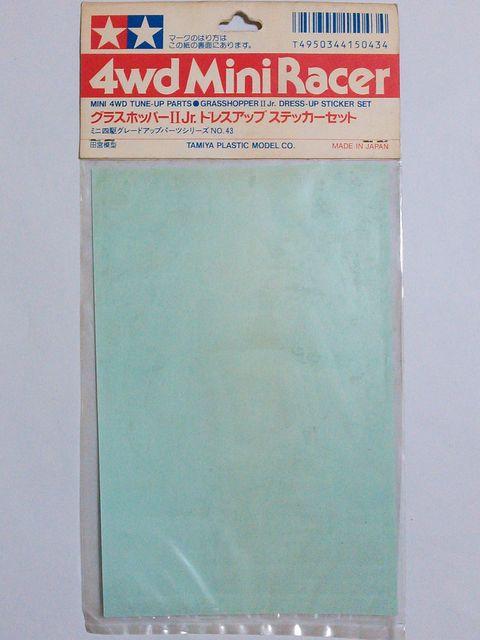 マークのはり方は
この紙の裏面にあります。
T4950344150434
4wd Mini Racer
MINI 4WD TUNE-UP PARTS●GRASSHOPPER II Jr. DRESS-UP STICKER SET
グラスホッパーII Jr. ドレスアップ ステッカーセット
ミニ四駆グレードアップパーツシリーズ NO.43
田宮模型 TAMIYA PLASTIC MODEL CO. MADE IN JAPAN